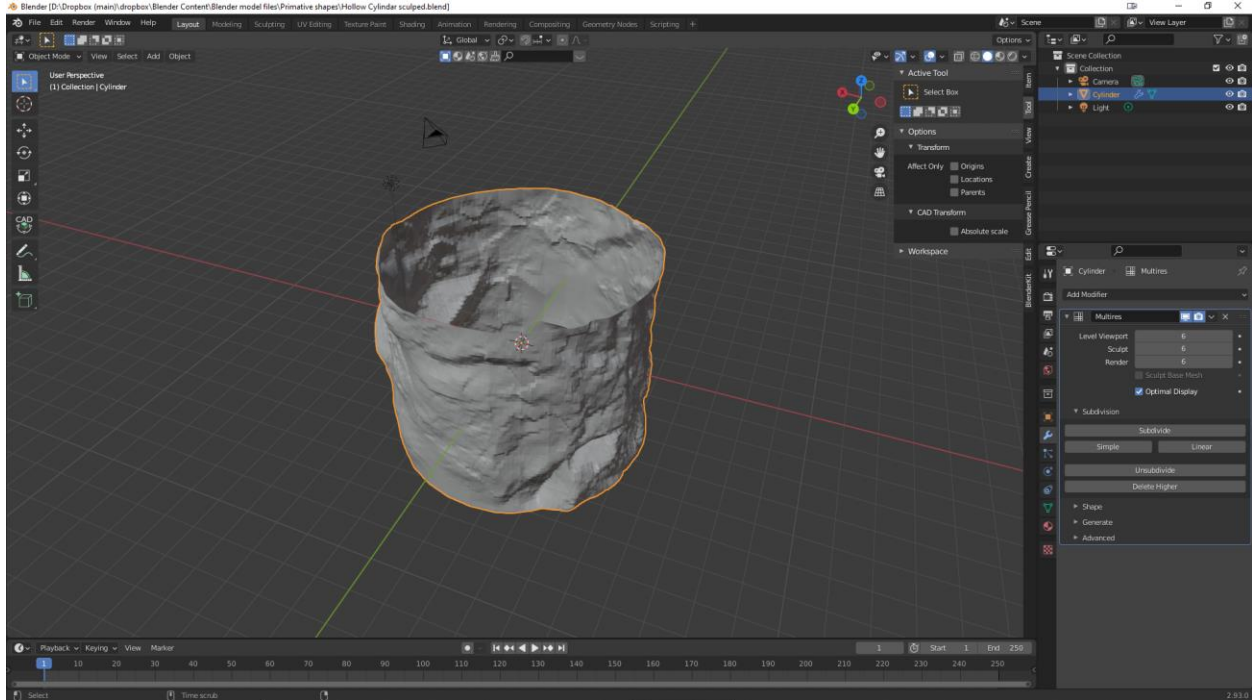 Blender [D:\Dropbox (main)\dropbox\Blender Content\Blender model files\Primative shapes\Hollow Cylindar sculped.blend]
File Edit Render Window Help Layout Modeling Sculpting UV Editing Texture Paint Shading Animation Rendering Compositing Geometry Nodes Scripting + Scene View Layer
Global Options
Object Mode View Select Add Object
User Perspective
(1) Collection | Cylinder
CAD
X
Y
Z
Active Tool
Select Box
Options
Transform
Affect Only Origins
Locations
Parents
CAD Transform
Absolute scale
Workspace
Item
Tool
View
Create
Grease Pencil
Edit
BlenderKit
Scene Collection
Collection
Camera
Cylinder
Light
Cylinder Multires
Add Modifier
Multires
Level Viewport 6
Sculpt 6
Render 6
Sculpt Base Mesh
Optimal Display
Subdivision
Subdivide
Simple Linear
Unsubdivide
Delete Higher
Shape
Generate
Advanced
Playback Keying View Marker 1 Start 1 End 250
1 10 20 30 40 50 60 70 80 90 100 110 120 130 140 150 160 170 180 190 200 210 220 230 240 250
Select Time scrub 2.93.0